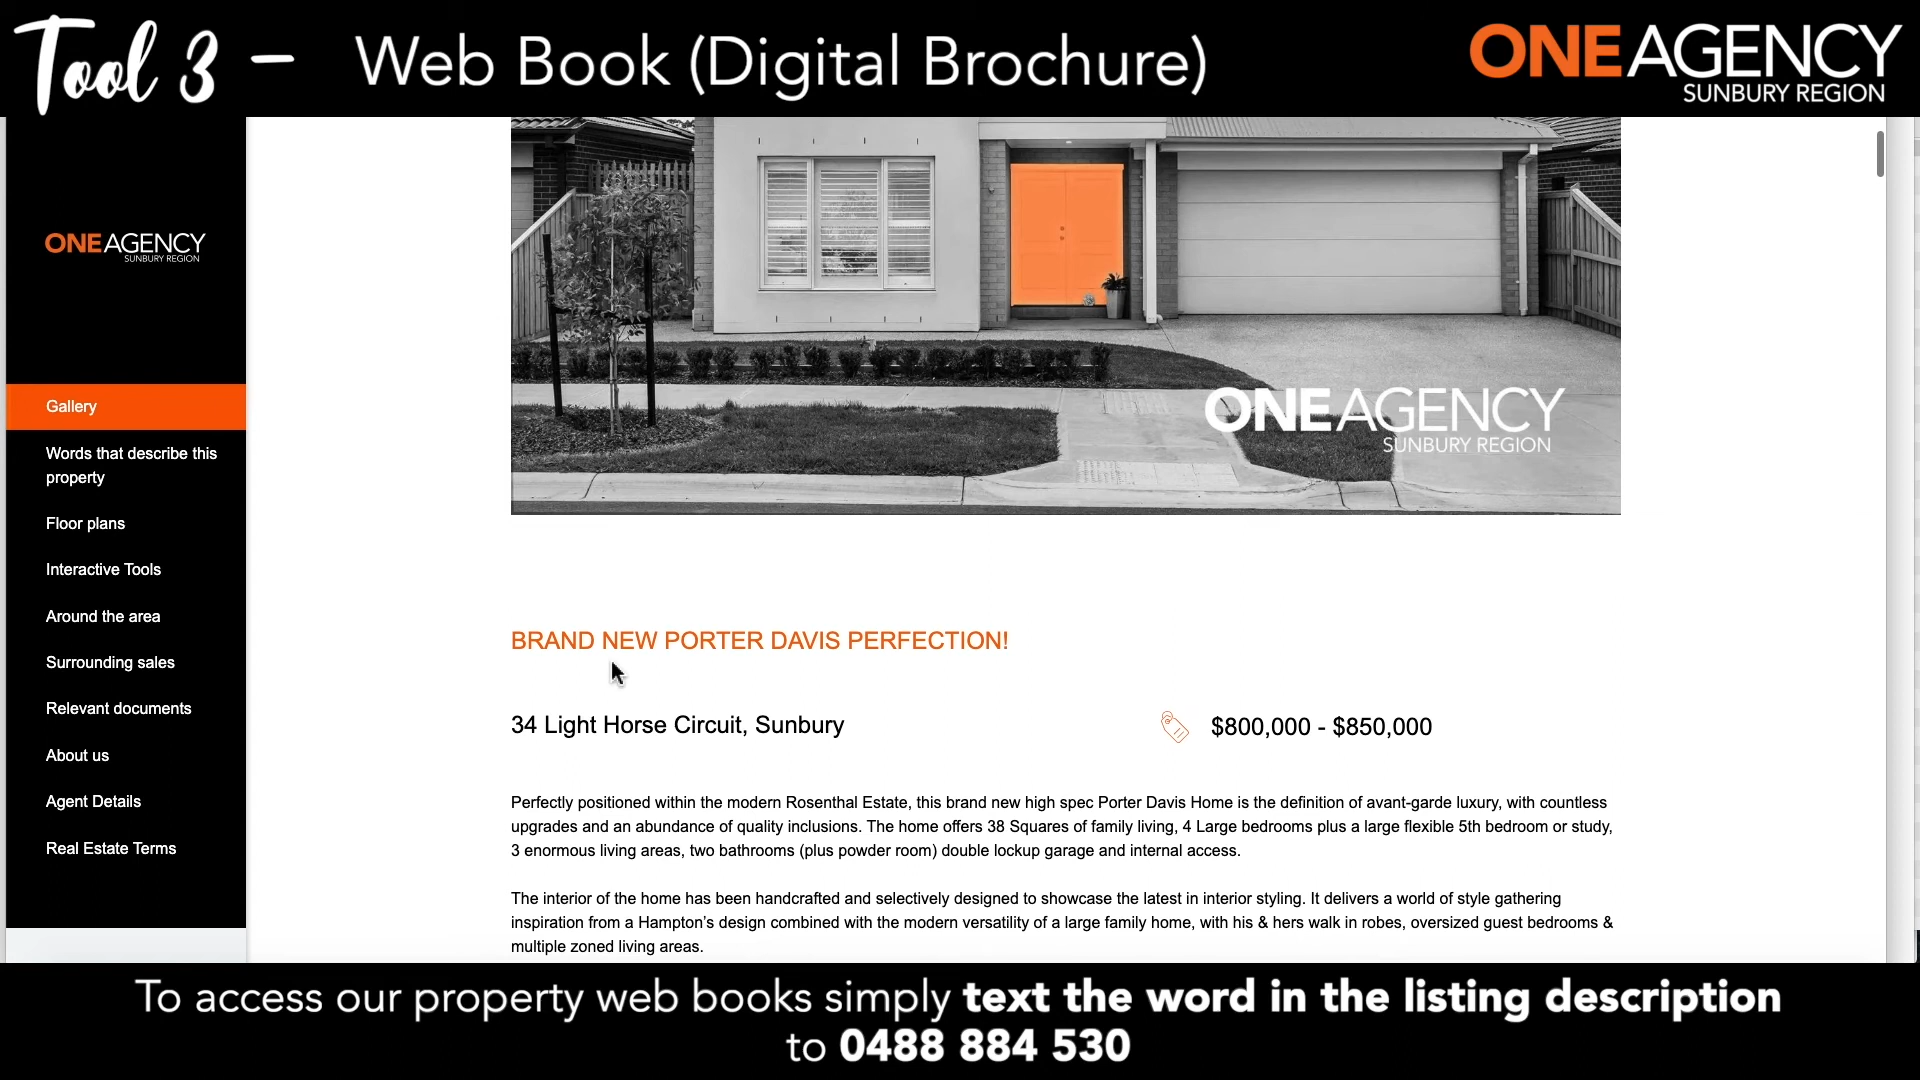 Tool 3 - Web Book (Digital Brochure)
ONEAGENCY
SUNBURY REGION
ONEAGENCY
SUNBURY REGION
Gallery
Words that describe this
property
Floor plans
Interactive Tools
Around the area
Surrounding sales
Relevant documents
About us
Agent Details
Real Estate Terms
ONEAGENCY
SUNBURY REGION
BRAND NEW PORTER DAVIS PERFECTION!
34 Light Horse Circuit, Sunbury
$800,000 - $850,000
Perfectly positioned within the modern Rosenthal Estate, this brand new high spec Porter Davis Home is the definition of avant-garde luxury, with countless
upgrades and an abundance of quality inclusions. The home offers 38 Squares of family living, 4 Large bedrooms plus a large flexible 5th bedroom or study,
3 enormous living areas, two bathrooms (plus powder room) double lockup garage and internal access.
The interior of the home has been handcrafted and selectively designed to showcase the latest in interior styling. It delivers a world of style gathering
inspiration from a Hampton's design combined with the modern versatility of a large family home, with his & hers walk in robes, oversized guest bedrooms &
multiple zoned living areas.
To access our property web books simply text the word in the listing description
to 0488 884 530